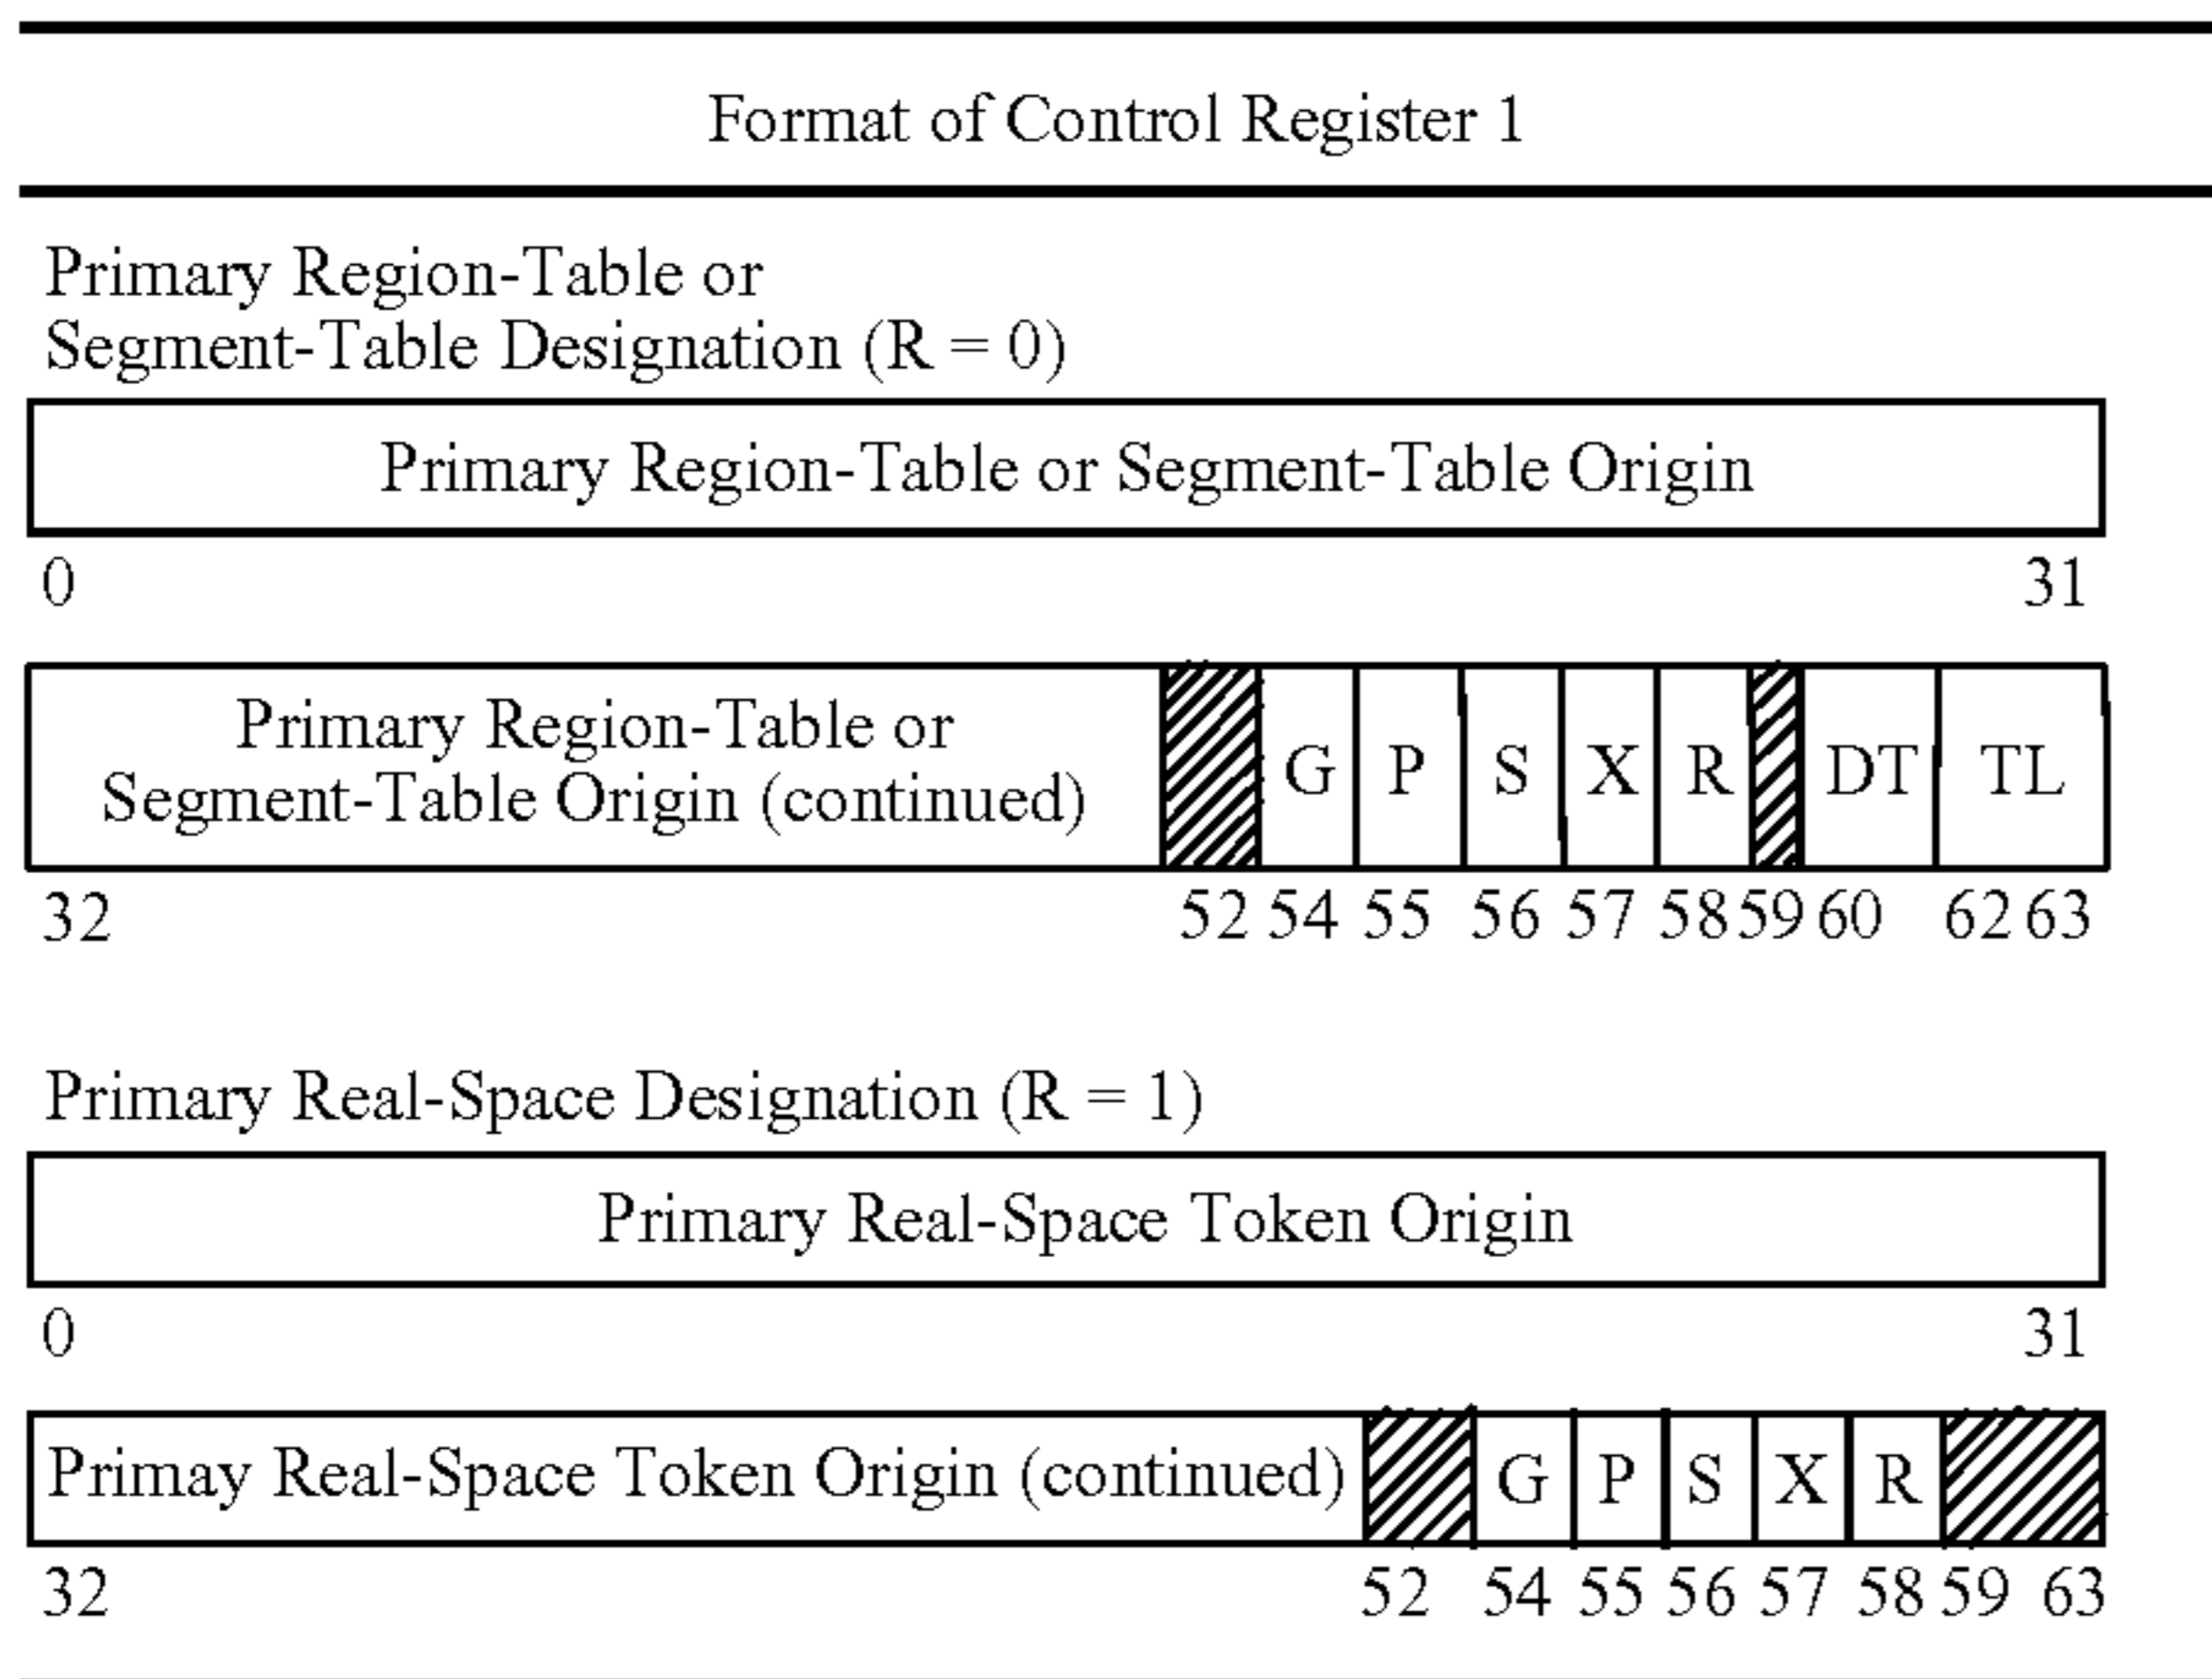 Format of Control Register 1
Primary Region-Table or
Segment-Table Designation (R = 0)
Primary Region-Table or Segment-Table Origin
0 31
Primary Region-Table or
Segment-Table Origin (continued)
G P S X R DT TL
32 52 54 55 56 57 58 59 60 62 63
Primary Real-Space Designation (R = 1)
Primary Real-Space Token Origin
0 31
Primay Real-Space Token Origin (continued) G P S X R
32 52 54 55 56 57 58 59 63